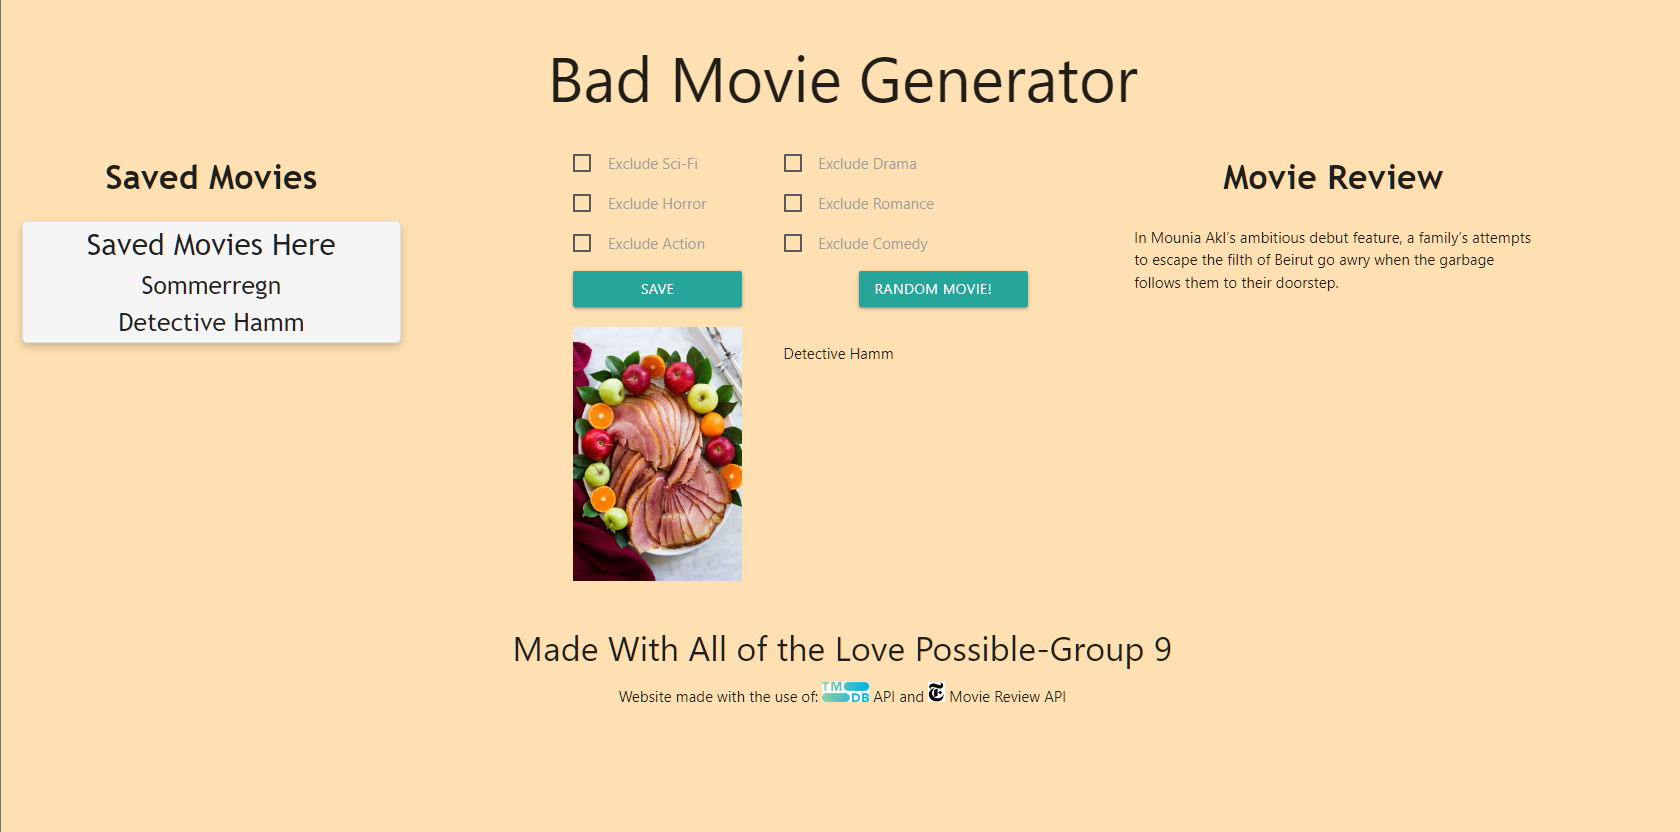 Bad Movie Generator
Saved Movies
Saved Movies Here
Sommerregn
Detective Hamm
Exclude Sci-Fi
Exclude Drama
Exclude Horror
Exclude Romance
Exclude Action
Exclude Comedy
SAVE
RANDOM MOVIE!
Detective Hamm
Movie Review
In Mounia Akl’s ambitious debut feature, a family’s attempts
to escape the filth of Beirut go awry when the garbage
follows them to their doorstep.
Made With All of the Love Possible-Group 9
Website made with the use of: TMDB API and T Movie Review API